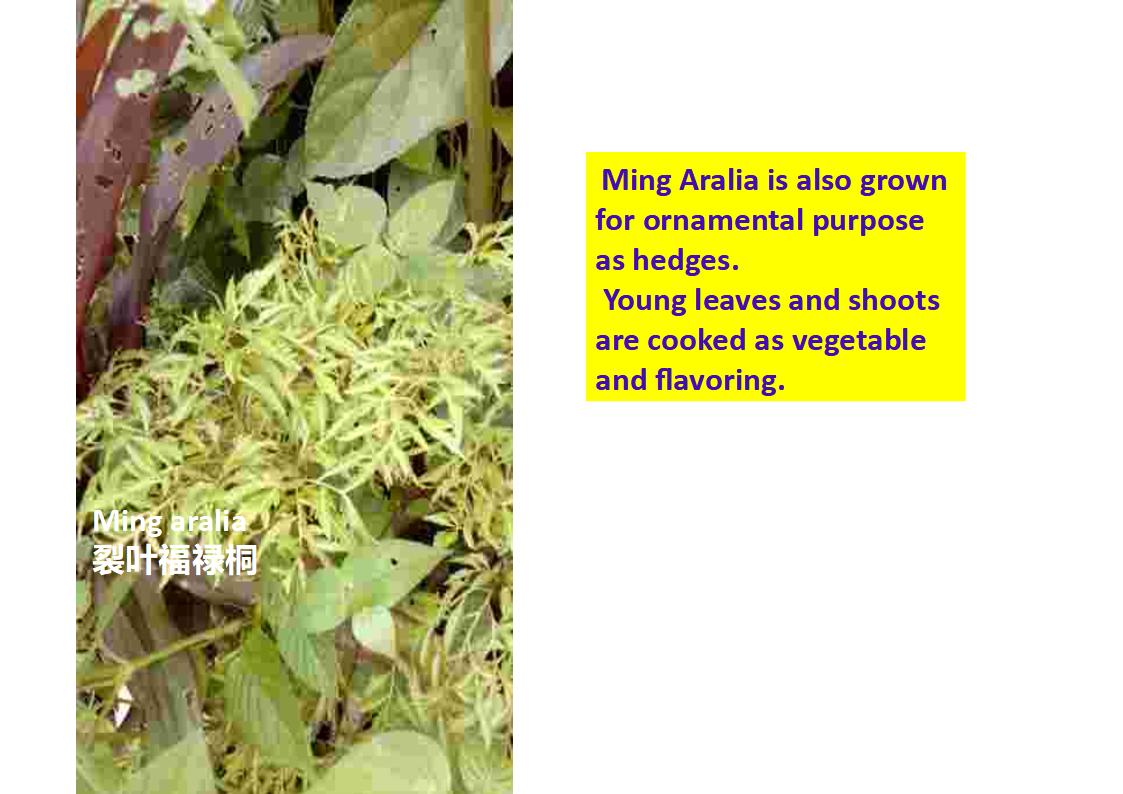 Ming aralia
裂叶福禄桐
Ming Aralia is also grown
for ornamental purpose
as hedges.
Young leaves and shoots
are cooked as vegetable
and flavoring.